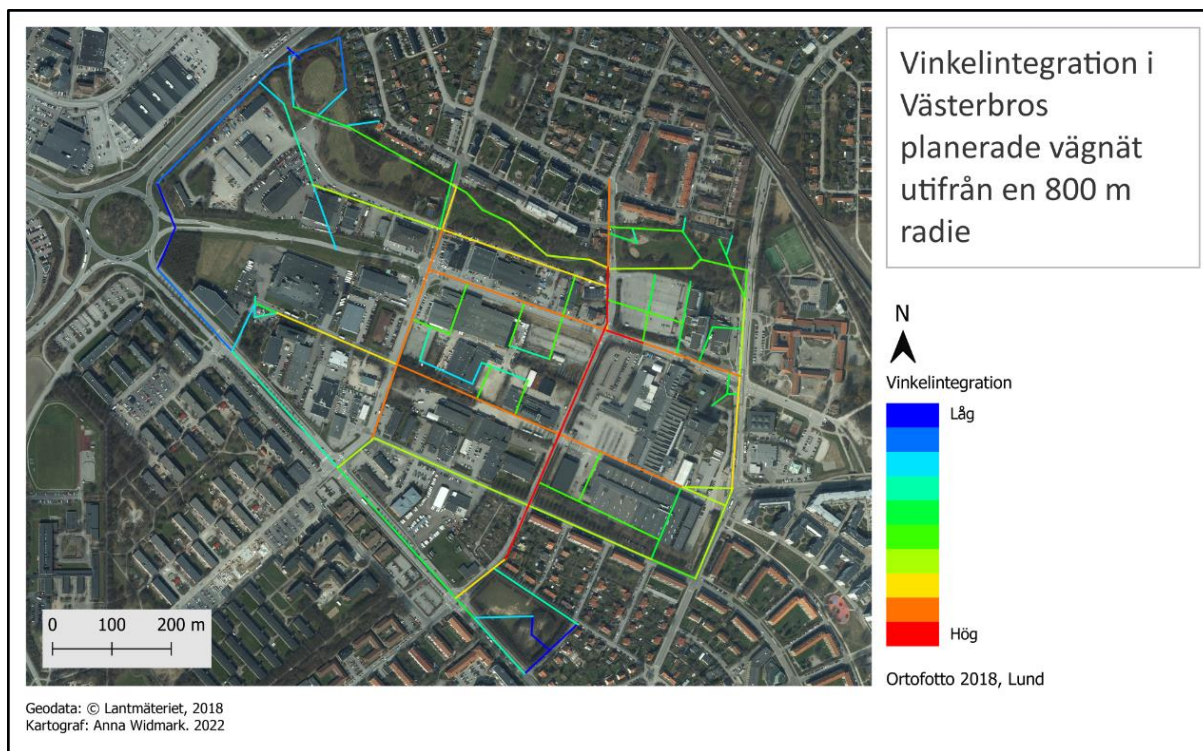 Vinkelintegration i
Västerbros
planerade vägnät
utifrån en 800 m
radie
N
Vinkelintegration
Låg
Hög
Ortofotto 2018, Lund
0 100 200 m
Geodata: © Lantmäteriet, 2018
Kartograf: Anna Widmark. 2022